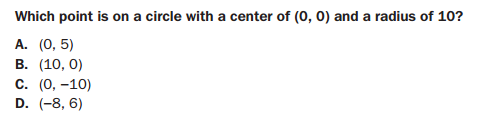 Which point is on a circle with a center of (0, 0) and a radius of 10?
A. (0, 5)
B. (10, 0)
C. (0, –10)
D. (–8, 6)